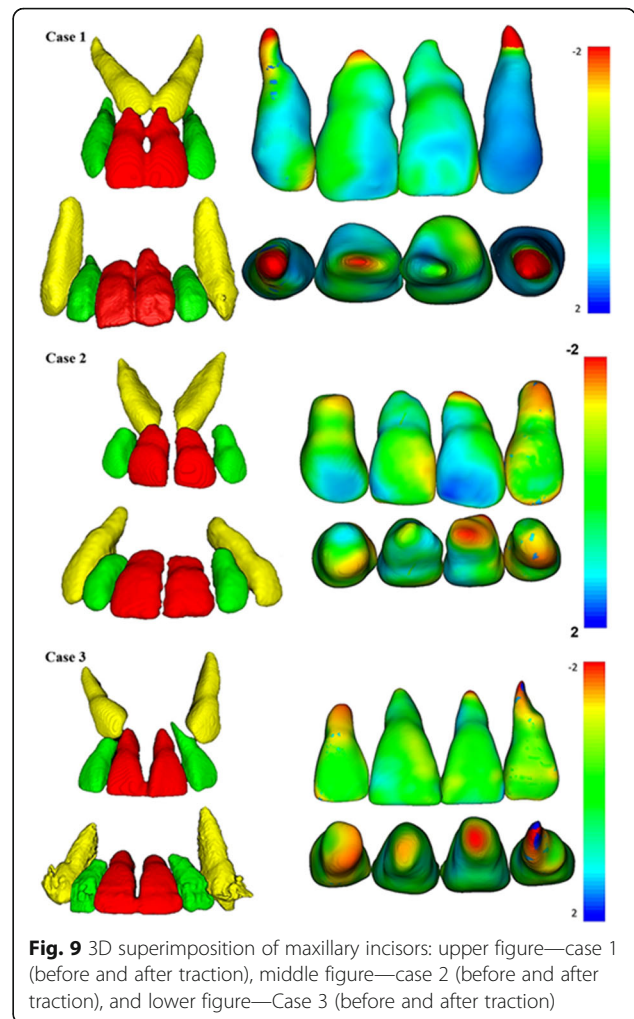 Case 1
-2
2
Case 2
-2
2
Case 3
-2
2
Fig. 9 3D superimposition of maxillary incisors: upper figure—case 1
(before and after traction), middle figure—case 2 (before and after
traction), and lower figure—Case 3 (before and after traction)